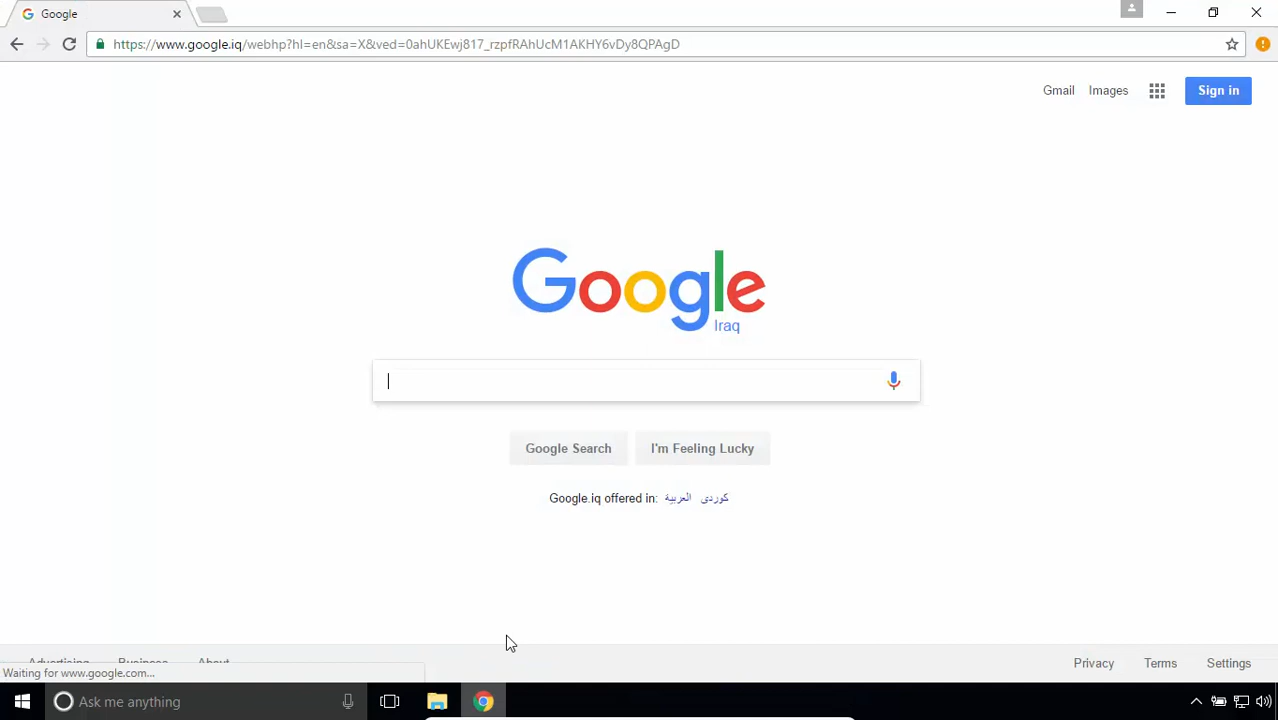 Google
https://www.google.iq/webhp?hl=en&sa=X&ved=0ahUKEwj817_rzpfRAhUcM1AKHY6vDy8QPAgD
Gmail Images Sign in
Google
Iraq
Google Search I'm Feeling Lucky
Google.iq offered in: العربية کوردی
Advertising Business About Privacy Terms Settings
Waiting for www.google.com...
Ask me anything